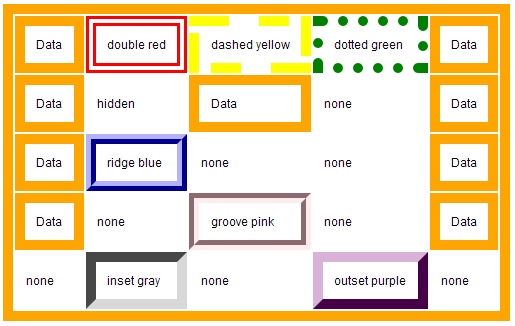 Data double red dashed yellow dotted green Data
Data hidden Data none Data
Data ridge blue none none Data
Data none groove pink none Data
none inset gray none outset purple none